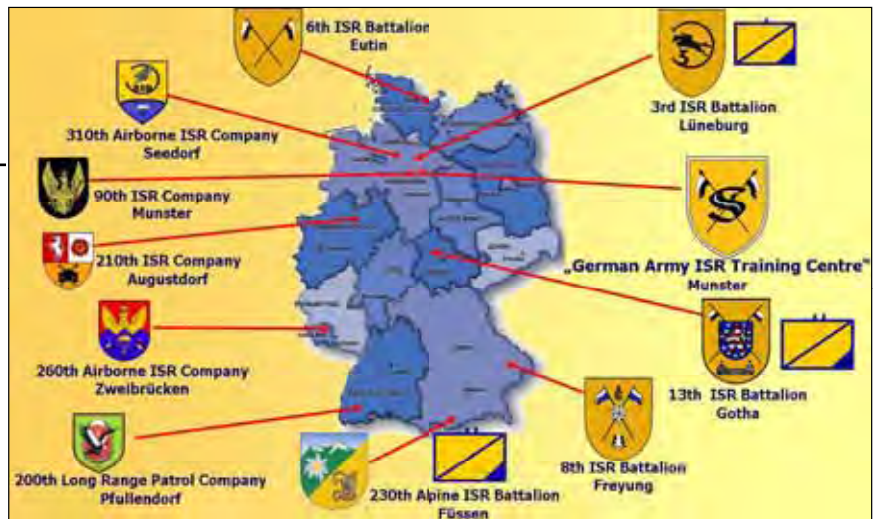 6th ISR Battalion
Eutin
3rd ISR Battalion
Lüneburg
310th Airborne ISR Company
Seedorf
90th ISR Company
Munster
„German Army ISR Training Centre"
Munster
210th ISR Company
Augustdorf
13th ISR Battalion
Gotha
260th Airborne ISR Company
Zweibrücken
8th ISR Battalion
Freyung
200th Long Range Patrol Company
Pfullendorf
230th Alpine ISR Battalion
Füssen